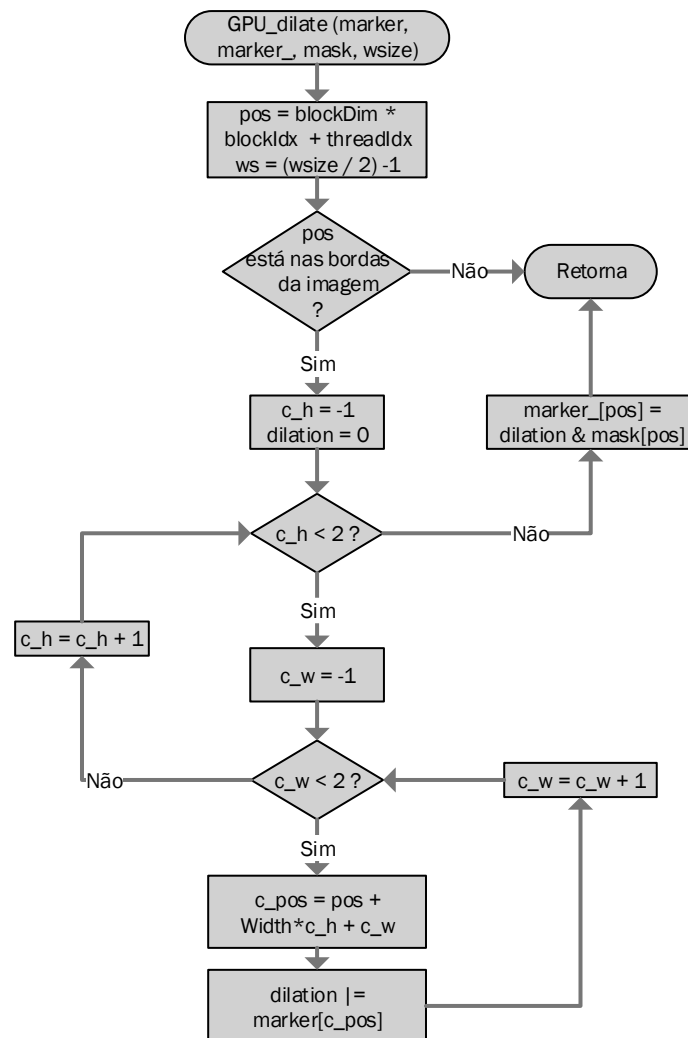 GPU_dilate (marker,
marker_, mask, wsize)
pos = blockDim *
blockIdx + threadIdx
ws = (wsize / 2) -1
pos
está nas bordas
da imagem
?
Não
Retorna
Sim
c_h = -1
dilation = 0
marker_[pos] =
dilation & mask[pos]
c_h < 2 ?
Não
Sim
c_h = c_h + 1
c_w = -1
c_w < 2 ?
Não
c_w = c_w + 1
Sim
c_pos = pos +
Width*c_h + c_w
dilation |=
marker[c_pos]